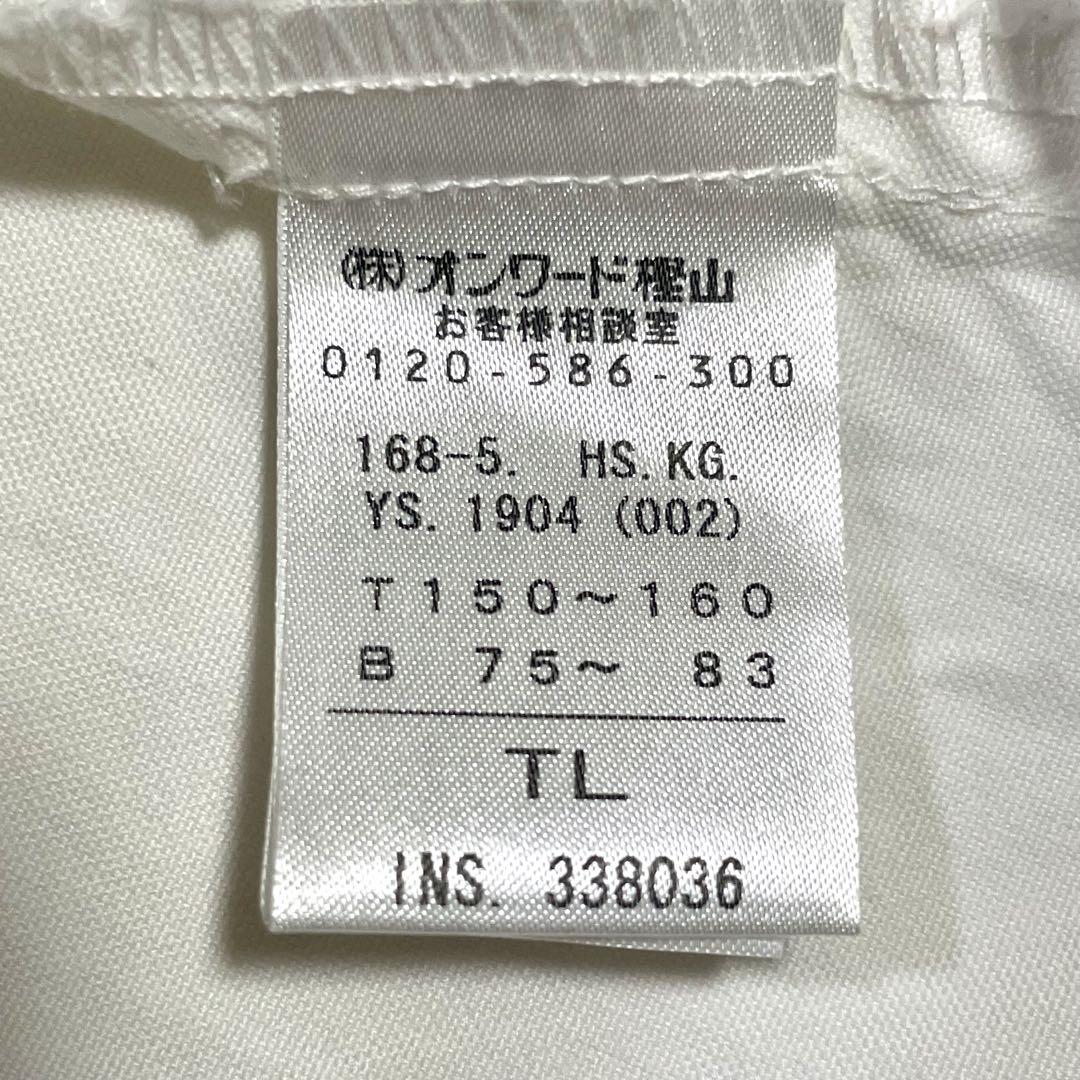 (株)オンワード樫山
お客様相談室
0120-586-300
168-5. HS.KG.
YS.1904(002)
T150～160
B 75～ 83
TL
INS. 338036